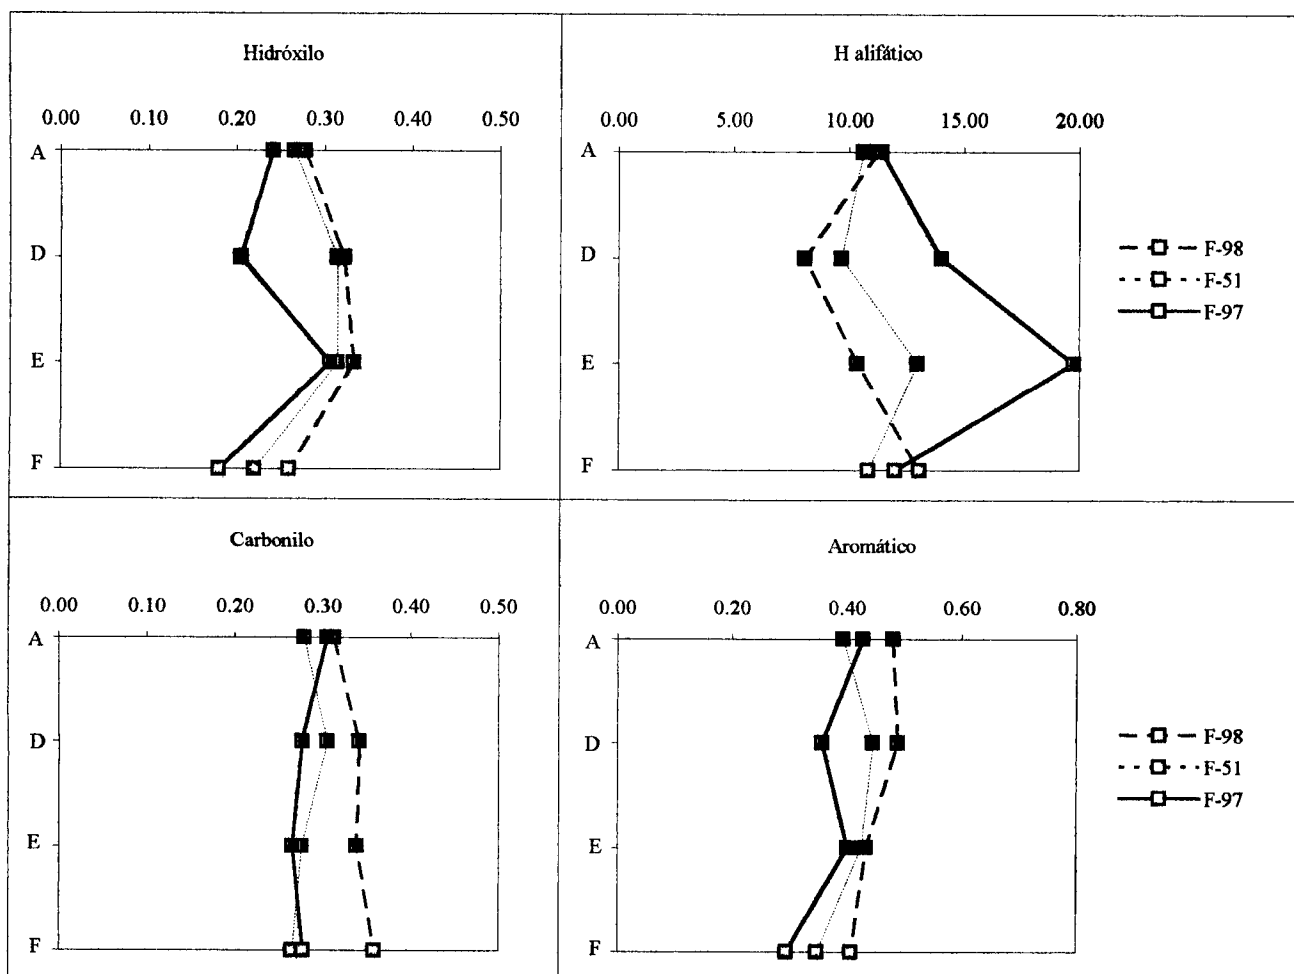 Hidróxilo
0.00 0.10 0.20 0.30 0.40 0.50
A
D
E
F
H alifático
0.00 5.00 10.00 15.00 20.00
A
D
E
F
F-98
F-51
F-97
Carbonilo
0.00 0.10 0.20 0.30 0.40 0.50
A
D
E
F
Aromático
0.00 0.20 0.40 0.60 0.80
A
D
E
F
F-98
F-51
F-97